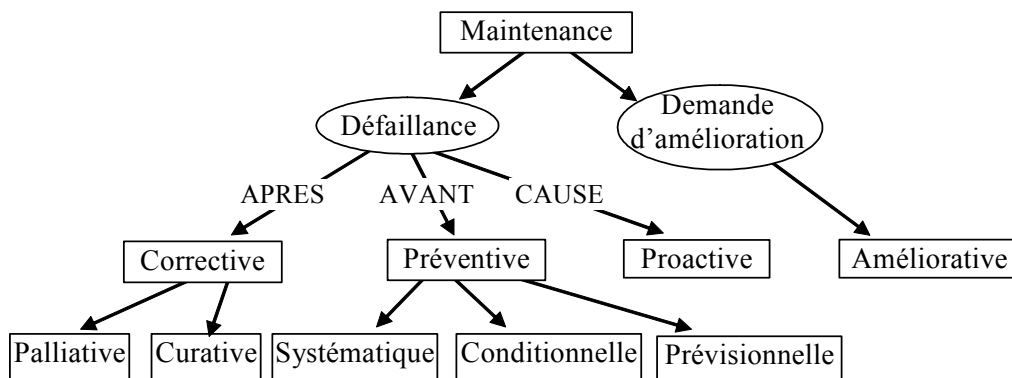 Maintenance
Défaillance
Demande
d'amélioration
APRES
AVANT
CAUSE
Corrective
Préventive
Proactive
Améliorative
Palliative
Curative
Systématique
Conditionnelle
Prévisionnelle